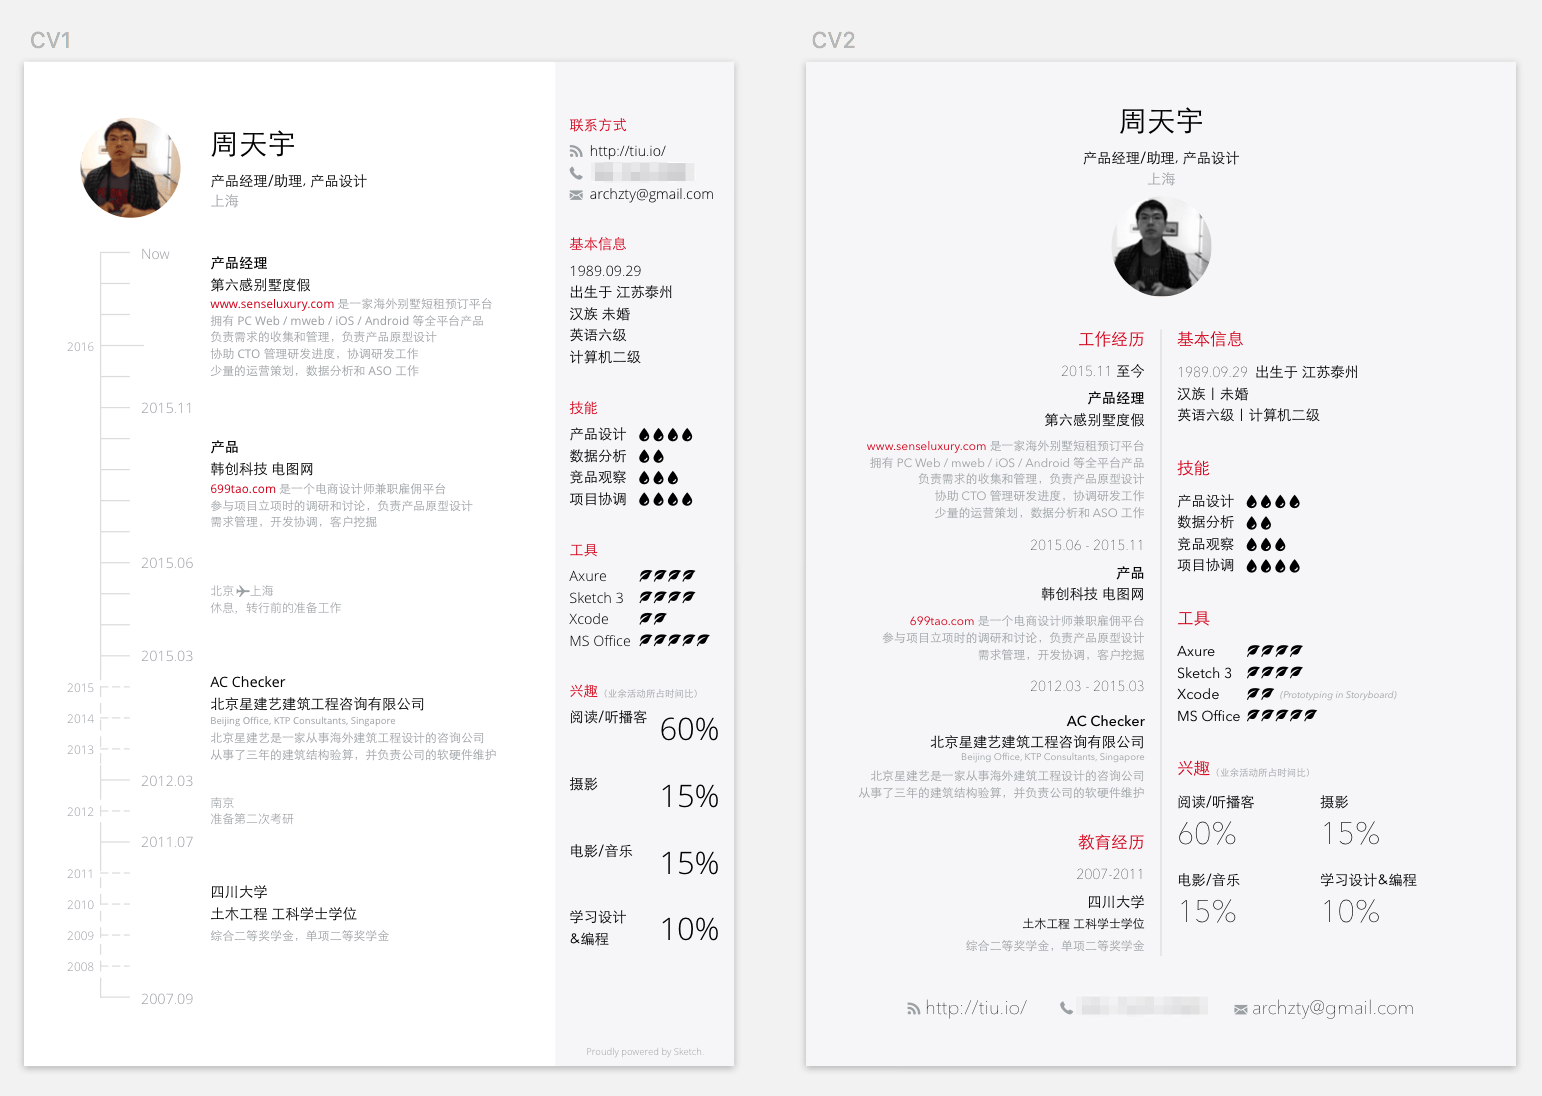 CV1
周天宇
产品经理/助理, 产品设计
上海
Now
2016
2015.11
2015.06
2015.03
2015
2014
2013
2012.03
2012
2011.07
2011
2010
2009
2008
2007.09
产品经理
第六感别墅度假
www.senseluxury.com 是一家海外别墅短租预订平台
拥有 PC Web / mweb / iOS / Android 等全平台产品
负责需求的收集和管理，负责产品原型设计
协助 CTO 管理研发进度，协调研发工作
少量的运营策划，数据分析和 ASO 工作
产品
韩创科技 电图网
699tao.com 是一个电商设计师兼职雇佣平台
参与项目立项时的调研和讨论，负责产品原型设计
需求管理，开发协调，客户挖掘
北京✈上海
休息，转行前的准备工作
AC Checker
北京星建艺建筑工程咨询有限公司
Beijing Office, KTP Consultants, Singapore
北京星建艺是一家从事海外建筑工程设计的咨询公司
从事了三年的建筑结构验算，并负责公司的软硬件维护
南京
准备第二次考研
四川大学
土木工程 工科学士学位
综合二等奖学金，单项二等奖学金
联系方式
http://tiu.io/
archzty@gmail.com
基本信息
1989.09.29
出生于 江苏泰州
汉族 未婚
英语六级
计算机二级
技能
产品设计
数据分析
竞品观察
项目协调
工具
Axure
Sketch 3
Xcode
MS Office
兴趣（业余活动所占时间比）
阅读/听播客 60%
摄影 15%
电影/音乐 15%
学习设计
&编程 10%
Proudly powered by Sketch.
CV2
周天宇
产品经理/助理, 产品设计
上海
工作经历
2015.11 至今
产品经理
第六感别墅度假
www.senseluxury.com 是一家海外别墅短租预订平台
拥有 PC Web / mweb / iOS / Android 等全平台产品
负责需求的收集和管理，负责产品原型设计
协助 CTO 管理研发进度，协调研发工作
少量的运营策划，数据分析和 ASO 工作
2015.06 - 2015.11
产品
韩创科技 电图网
699tao.com 是一个电商设计师兼职雇佣平台
参与项目立项时的调研和讨论，负责产品原型设计
需求管理，开发协调，客户挖掘
2012.03 - 2015.03
AC Checker
北京星建艺建筑工程咨询有限公司
Beijing Office, KTP Consultants, Singapore
北京星建艺是一家从事海外建筑工程设计的咨询公司
从事了三年的建筑结构验算，并负责公司的软硬件维护
教育经历
2007-2011
四川大学
土木工程 工科学士学位
综合二等奖学金，单项二等奖学金
基本信息
1989.09.29 出生于 江苏泰州
汉族 | 未婚
英语六级 | 计算机二级
技能
产品设计
数据分析
竞品观察
项目协调
工具
Axure
Sketch 3
Xcode (Prototyping in Storyboard)
MS Office
兴趣（业余活动所占时间比）
阅读/听播客 摄影
60% 15%
电影/音乐 学习设计&编程
15% 10%
http://tiu.io/ archzty@gmail.com